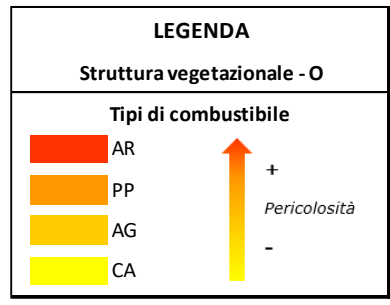 LEGENDA
Struttura vegetazionale - O
Tipi di combustibile
AR
PP
AG
CA
+
Pericolosità
-